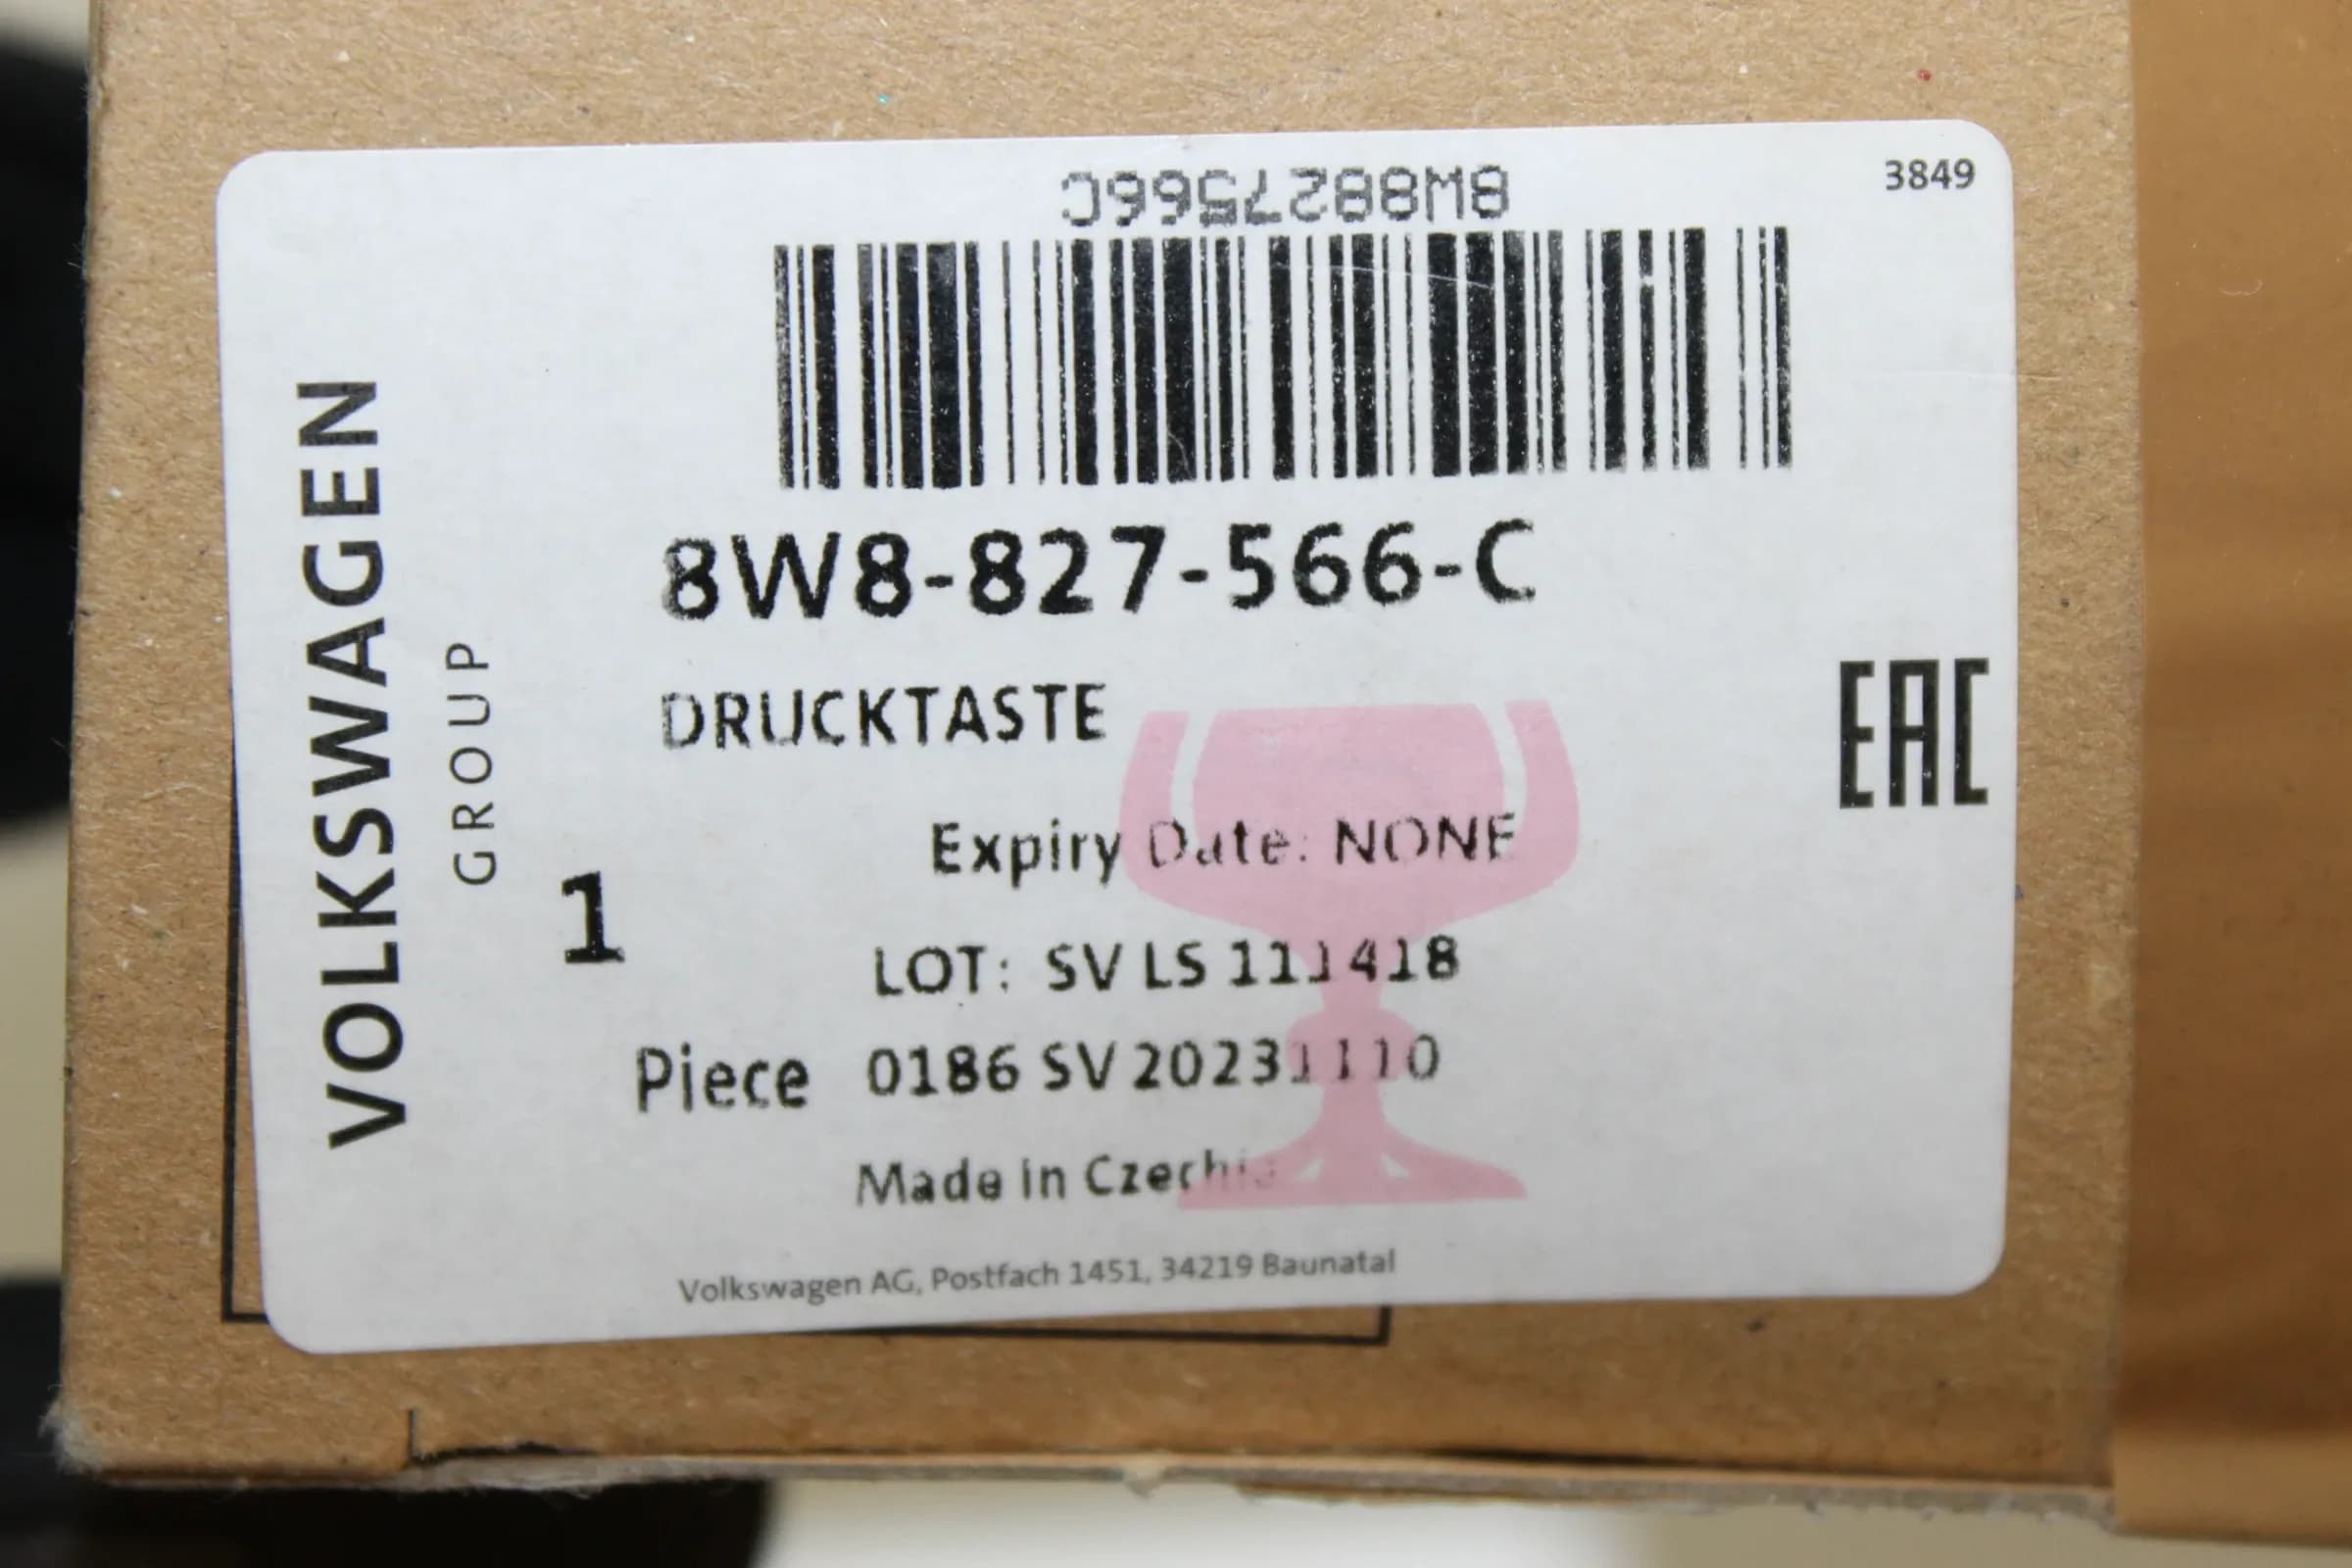 8W8827566C
3849
8W8-827-566-C
DRUCKTASTE
EAC
VOLKSWAGEN
GROUP
Expiry Date: NONE
1
LOT: SV LS 111418
Piece 0186 SV 20231110
Made in Czechia
Volkswagen AG, Postfach 1451, 34219 Baunatal